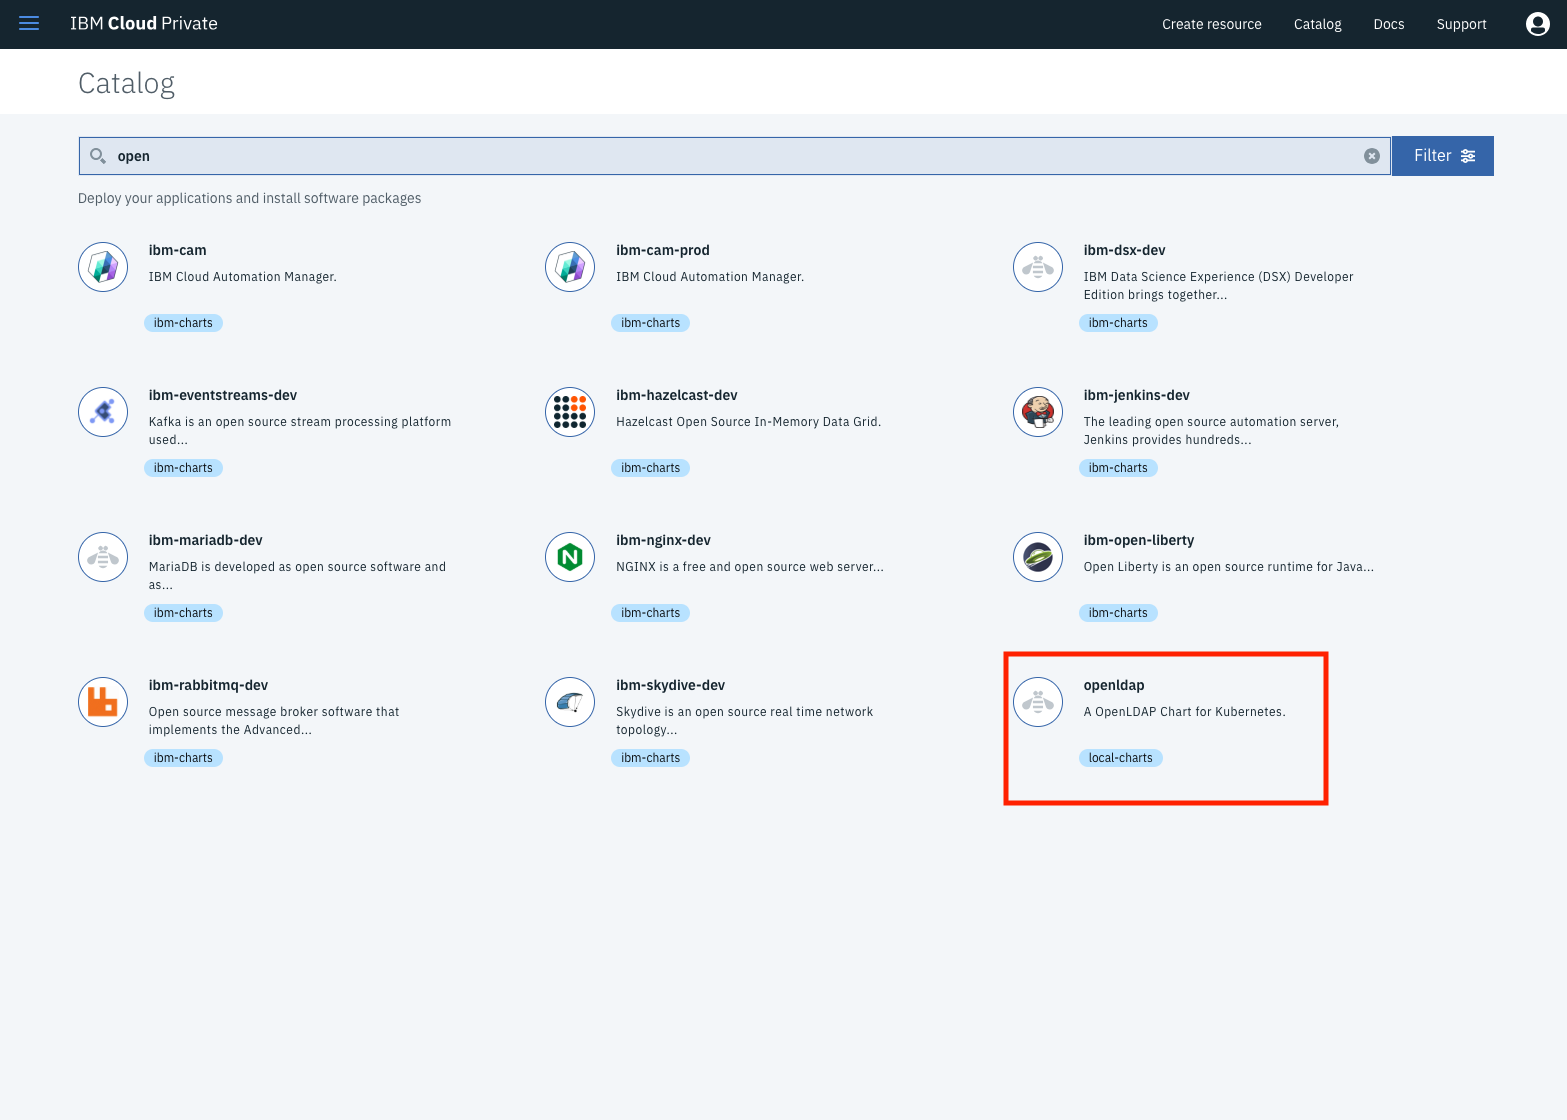 IBM Cloud Private
Create resource
Catalog
Docs
Support
Catalog
open
Filter
Deploy your applications and install software packages
ibm-cam
IBM Cloud Automation Manager.
ibm-charts
ibm-cam-prod
IBM Cloud Automation Manager.
ibm-charts
ibm-dsx-dev
IBM Data Science Experience (DSX) Developer
Edition brings together...
ibm-charts
ibm-eventstreams-dev
Kafka is an open source stream processing platform
used...
ibm-charts
ibm-hazelcast-dev
Hazelcast Open Source In-Memory Data Grid.
ibm-charts
ibm-jenkins-dev
The leading open source automation server,
Jenkins provides hundreds...
ibm-charts
ibm-mariadb-dev
MariaDB is developed as open source software and
as...
ibm-charts
ibm-nginx-dev
NGINX is a free and open source web server...
ibm-charts
ibm-open-liberty
Open Liberty is an open source runtime for Java...
ibm-charts
ibm-rabbitmq-dev
Open source message broker software that
implements the Advanced...
ibm-charts
ibm-skydive-dev
Skydive is an open source real time network
topology...
ibm-charts
openldap
A OpenLDAP Chart for Kubernetes.
local-charts